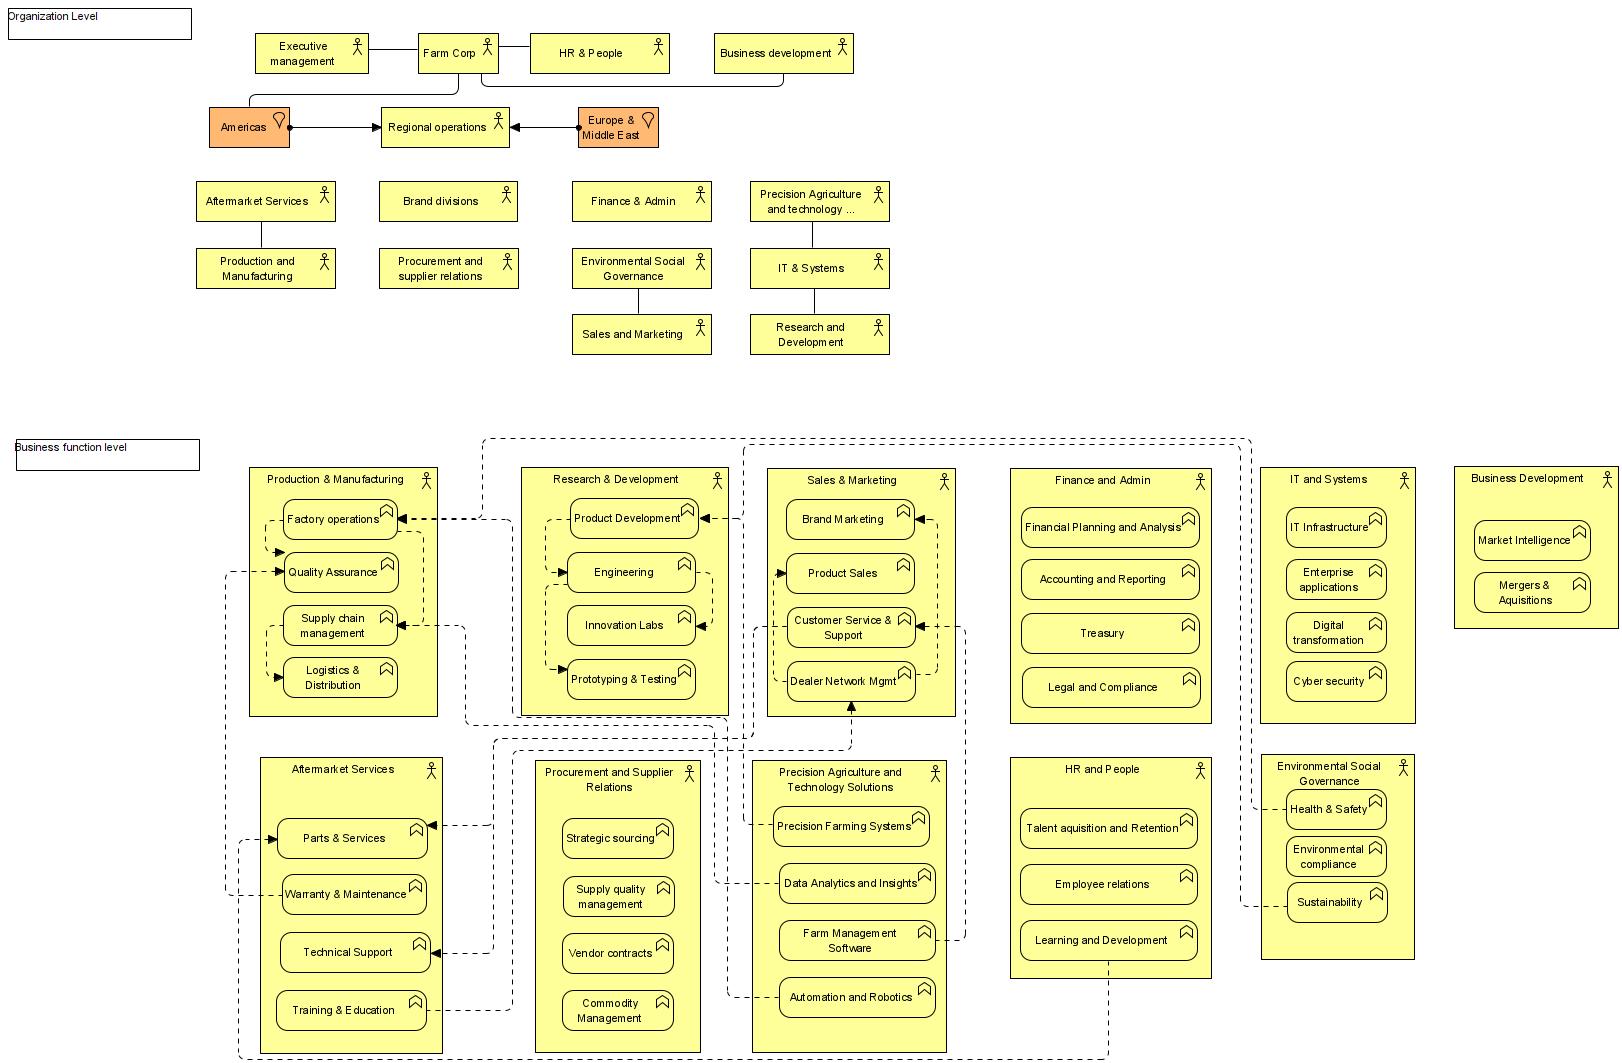 Organization Level
Executive
management
Farm Corp
HR & People
Business development
Americas
Regional operations
Europe &
Middle East
Aftermarket Services
Brand divisions
Finance & Admin
Precision Agriculture
and technology ...
Production and
Manufacturing
Procurement and
supplier relations
Environmental Social
Governance
IT & Systems
Sales and Marketing
Research and
Development
Business function level
Production & Manufacturing
Factory operations
Quality Assurance
Supply chain
management
Logistics &
Distribution
Research & Development
Product Development
Engineering
Innovation Labs
Prototyping & Testing
Sales & Marketing
Brand Marketing
Product Sales
Customer Service &
Support
Dealer Network Mgmt
Finance and Admin
Financial Planning and Analysis
Accounting and Reporting
Treasury
Legal and Compliance
IT and Systems
IT Infrastructure
Enterprise
applications
Digital
transformation
Cyber security
Business Development
Market Intelligence
Mergers &
Aquisitions
Aftermarket Services
Parts & Services
Warranty & Maintenance
Technical Support
Training & Education
Procurement and Supplier
Relations
Strategic sourcing
Supply quality
management
Vendor contracts
Commodity
Management
Precision Agriculture and
Technology Solutions
Precision Farming Systems
Data Analytics and Insights
Farm Management
Software
Automation and Robotics
HR and People
Talent aquisition and Retention
Employee relations
Learning and Development
Environmental Social
Governance
Health & Safety
Environmental
compliance
Sustainability